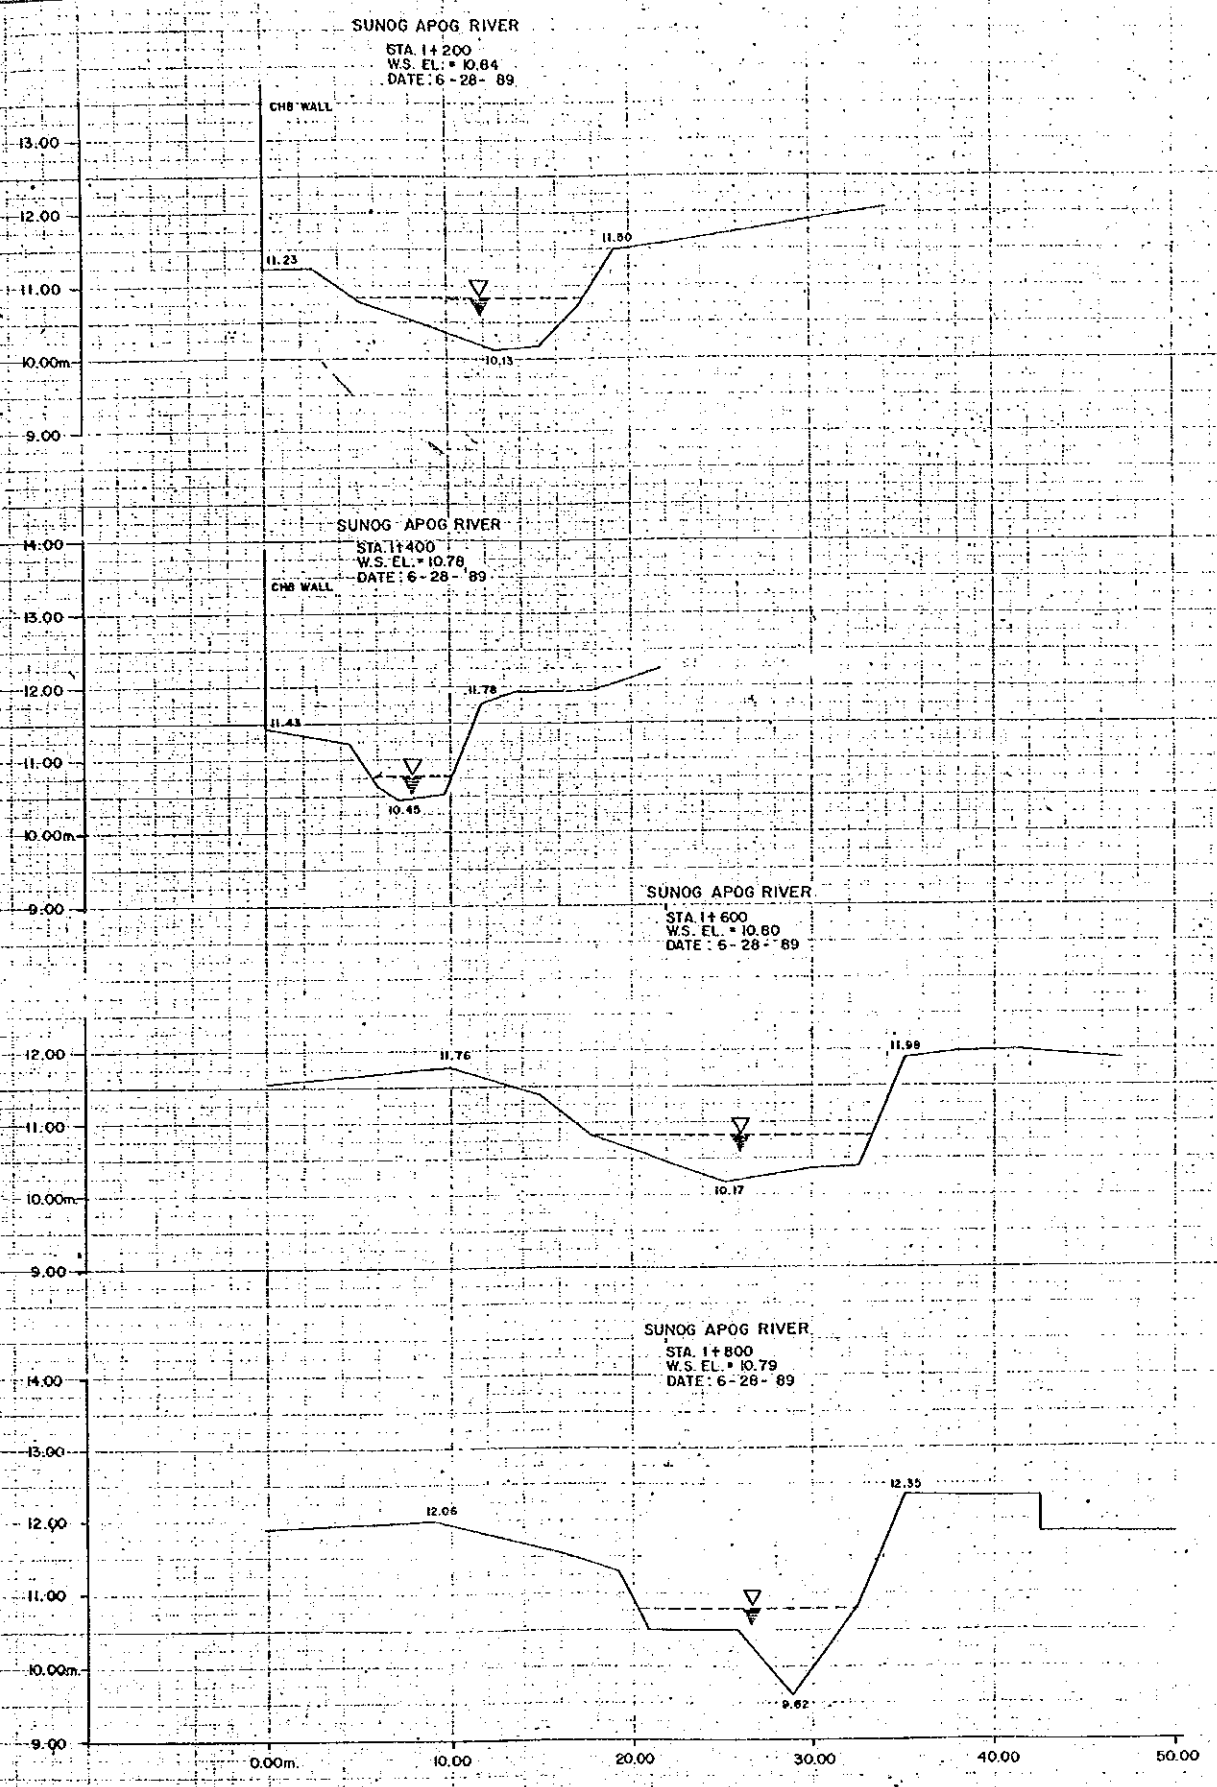 SUNOG APOG RIVER
STA. 1+200
W.S. EL. = 10.84
DATE: 6-28-89
CHB WALL
13.00
12.00
11.50
11.23
11.00
10.00m.
10.13
9.00
SUNOG APOG RIVER
STA. 1+400
W.S. EL. = 10.78
DATE: 6-28-'89
14.00
CHB WALL
13.00
12.00
11.78
11.43
11.00
10.45
10.00m.
9.00
SUNOG APOG RIVER
STA. 1+600
W.S. EL. = 10.80
DATE: 6-28-'89
12.00
11.76
11.98
11.00
10.00m.
10.17
9.00
SUNOG APOG RIVER
STA. 1+800
W.S. EL. = 10.79
DATE: 6-28-'89
14.00
13.00
12.35
12.06
12.00
11.00
10.00m.
9.62
9.00
0.00m. 10.00 20.00 30.00 40.00 50.00